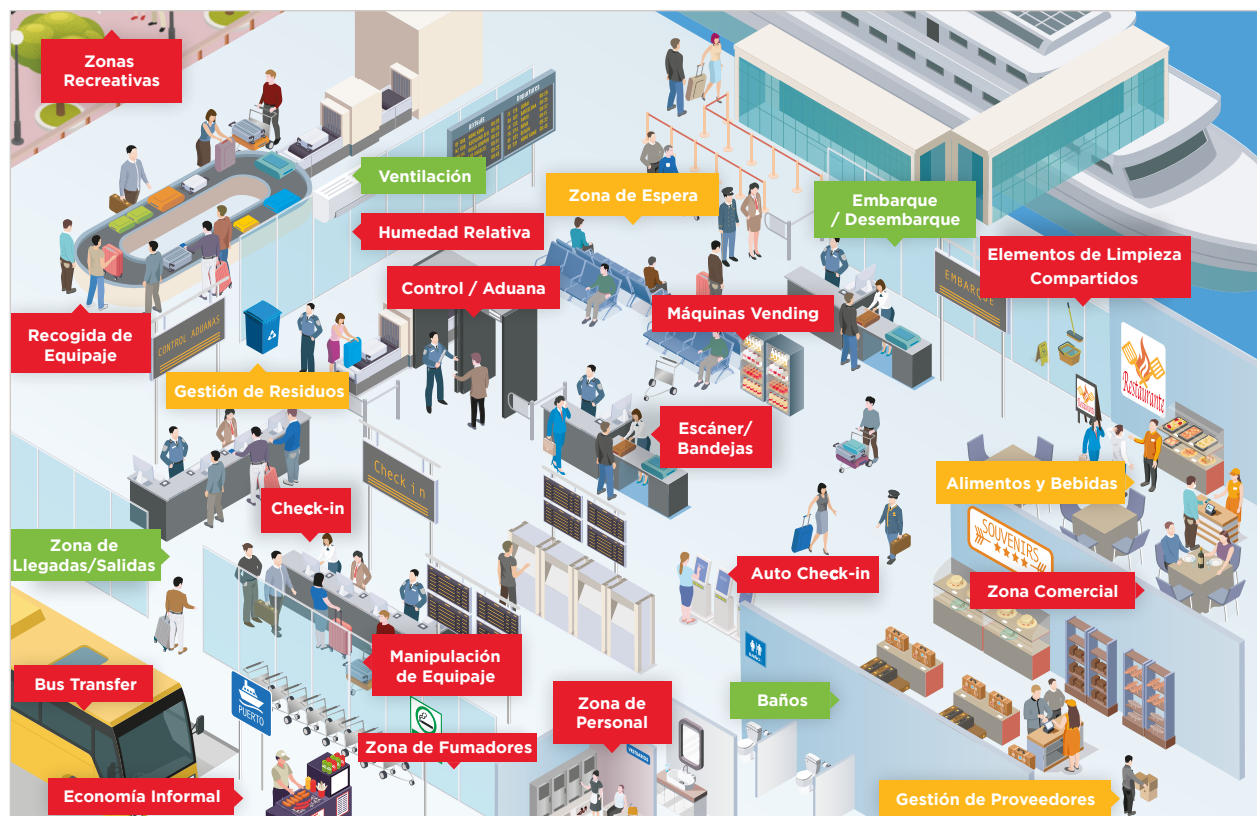 Zonas
Recreativas
Departures
Ventilación
Zona de Espera
Embarque
/ Desembarque
Humedad Relativa
Elementos de Limpieza
Compartidos
Control / Aduana
EMBARQUE
Máquinas Vending
Recogida de
Equipaje
CONTROL ADUANAS
Restaurante
Gestión de Residuos
Escáner/
Bandejas
Check in
Alimentos y Bebidas
Check-in
SOUVENIRS
Zona de
Llegadas/Salidas
Auto Check-in
Zona Comercial
Manipulación
de Equipaje
Bus Transfer
PUERTO
Zona de
Personal
Baños
Zona de Fumadores
Economía Informal
Gestión de Proveedores